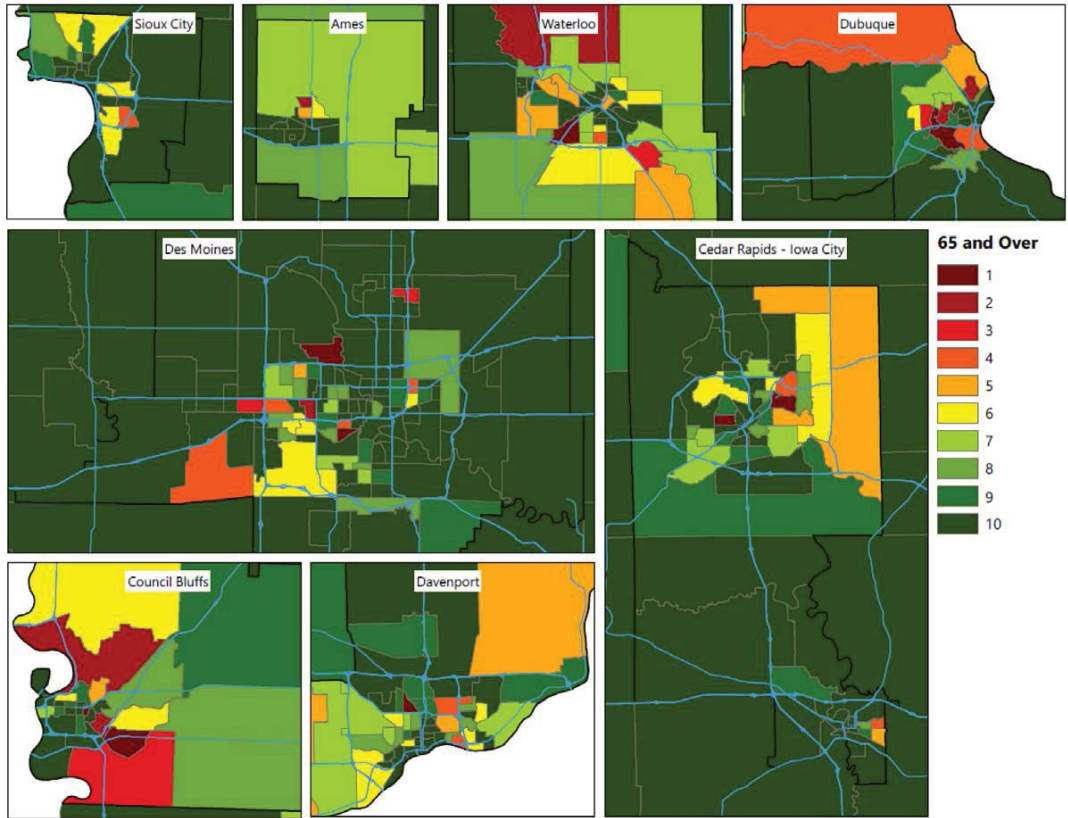 Sioux City
Ames
Waterloo
Dubuque
Des Moines
Cedar Rapids - Iowa City
65 and Over
1
2
3
4
5
6
7
8
9
10
Council Bluffs
Davenport